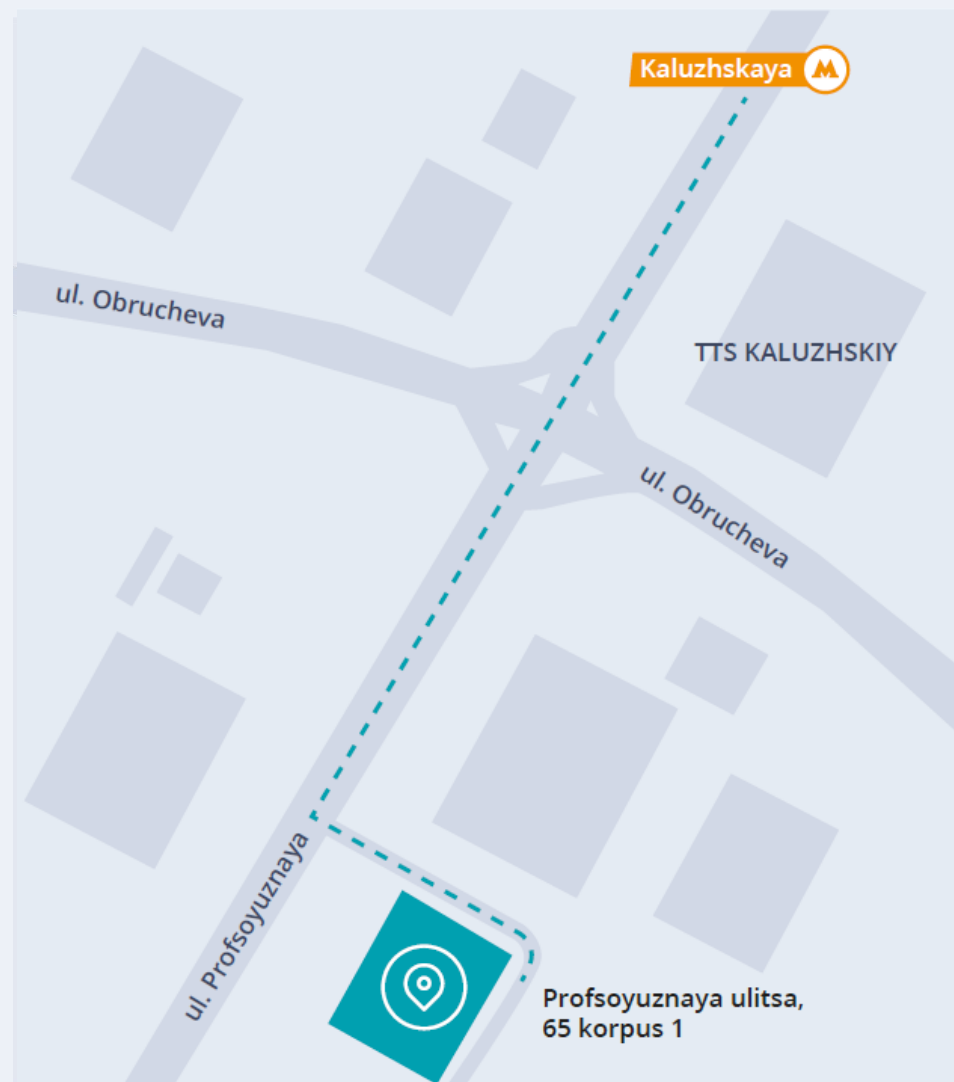 Kaluzhskaya
ul. Obrucheva
TTS KALUZHSKIY
ul. Obrucheva
ul. Profsoyuznaya
Profsoyuznaya ulitsa,
65 korpus 1